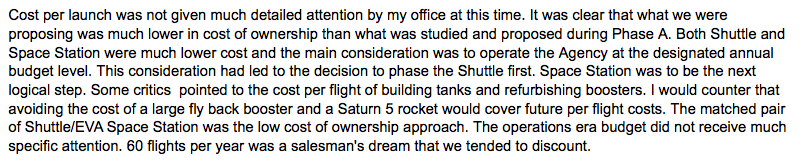 Cost per launch was not given much detailed attention by my office at this time. It was clear that what we were
proposing was much lower in cost of ownership than what was studied and proposed during Phase A. Both Shuttle and
Space Station were much lower cost and the main consideration was to operate the Agency at the designated annual
budget level. This consideration had led to the decision to phase the Shuttle first. Space Station was to be the next
logical step. Some critics  pointed to the cost per flight of building tanks and refurbishing boosters. I would counter that
avoiding the cost of a large fly back booster and a Saturn 5 rocket would cover future per flight costs. The matched pair
of Shuttle/EVA Space Station was the low cost of ownership approach. The operations era budget did not receive much
specific attention. 60 flights per year was a salesman's dream that we tended to discount.